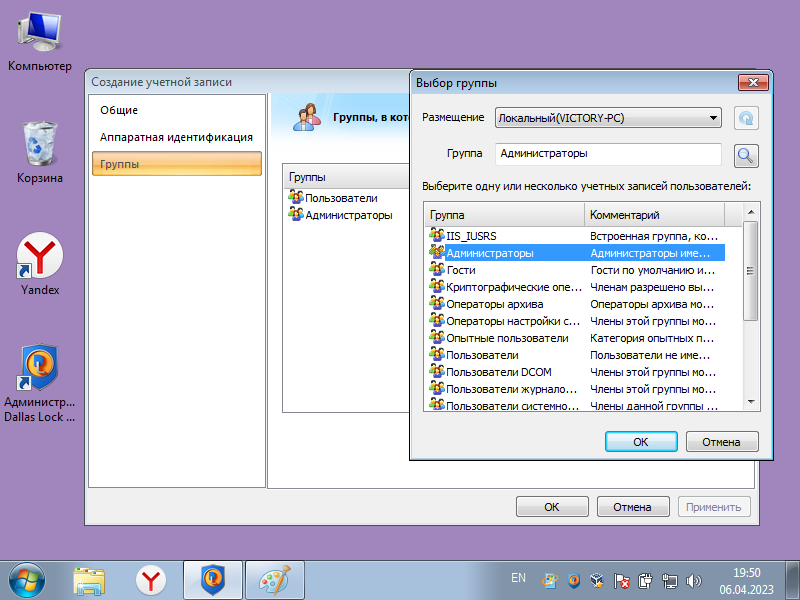 Компьютер
Корзина
Yandex
Администр...
Dallas Lock ...
Создание учетной записи
Общие
Аппаратная идентификация
Группы
Группы, в кот
Группы
Пользователи
Администраторы
Выбор группы
Размещение
Локальный(VICTORY-PC)
Группа
Администраторы
Выберите одну или несколько учетных записей пользователей:
Группа Комментарий
IIS_IUSRS Встроенная группа, ко...
Администраторы Администраторы име...
Гости Гости по умолчанию и...
Криптографические опе... Членам разрешено вы...
Операторы архива Операторы архива мо...
Операторы настройки с... Члены этой группы мо...
Опытные пользователи Категория опытных п...
Пользователи Пользователи не име...
Пользователи DCOM Члены этой группы мо...
Пользователи журнало... Члены этой группы мо...
Пользователи системно... Члены данной группы ...
OK Отмена
OK Отмена Применить
EN
19:50
06.04.2023